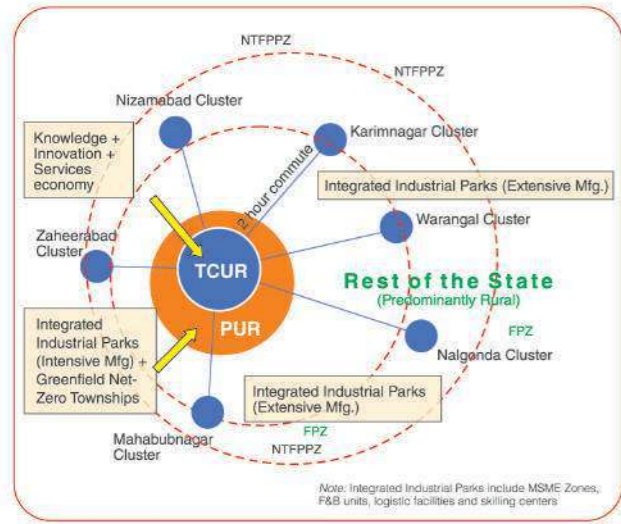 NTFPPZ
NTFPPZ
Nizamabad Cluster
Karimnagar Cluster
Knowledge +
Innovation +
Services
economy
2 hour commute
Integrated Industrial Parks (Extensive Mfg.)
Warangal Cluster
Zaheerabad
Cluster
TCUR
Rest of the State
(Predominantly Rural)
PUR
Integrated
Industrial Parks
(Intensive Mfg) +
Greenfield Net-
Zero Townships
FPZ
Nalgonda Cluster
Integrated Industrial Parks
(Extensive Mfg.)
Mahabubnagar
Cluster
FPZ
NTFPPZ
Note: Integrated Industrial Parks include MSME Zones,
F&B units, logistic facilities and skilling centers